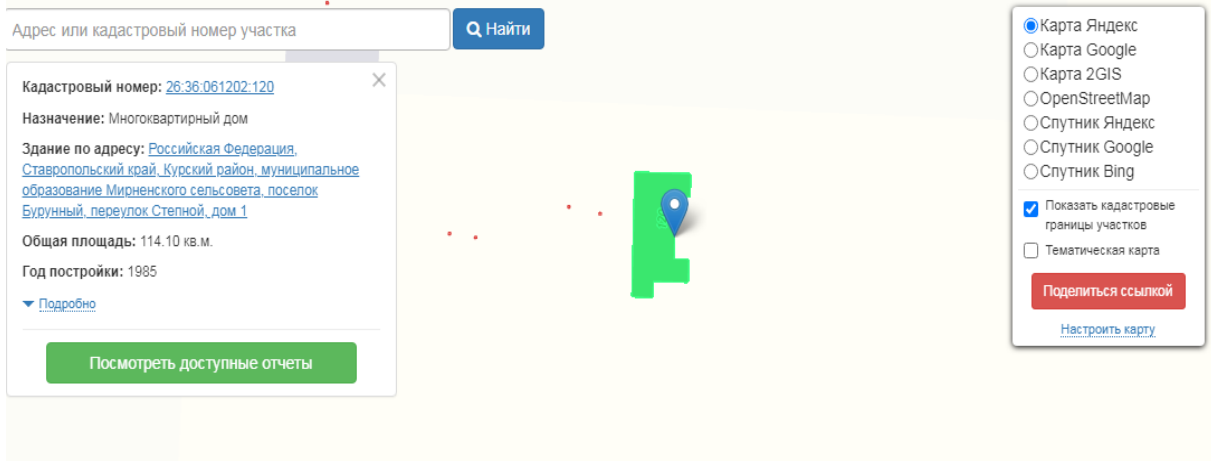 Адрес или кадастровый номер участка
Найти
Кадастровый номер: 26:36:061202:120
Назначение: Многоквартирный дом
Здание по адресу: Российская Федерация,
Ставропольский край, Курский район, муниципальное
образование Мирненского сельсовета, поселок
Бурунный, переулок Степной, дом 1
Общая площадь: 114.10 кв.м.
Год постройки: 1985
Подробно
Посмотреть доступные отчеты
Карта Яндекс
Карта Google
Карта 2GIS
OpenStreetMap
Спутник Яндекс
Спутник Google
Спутник Bing
Показать кадастровые
границы участков
Тематическая карта
Поделиться ссылкой
Настроить карту